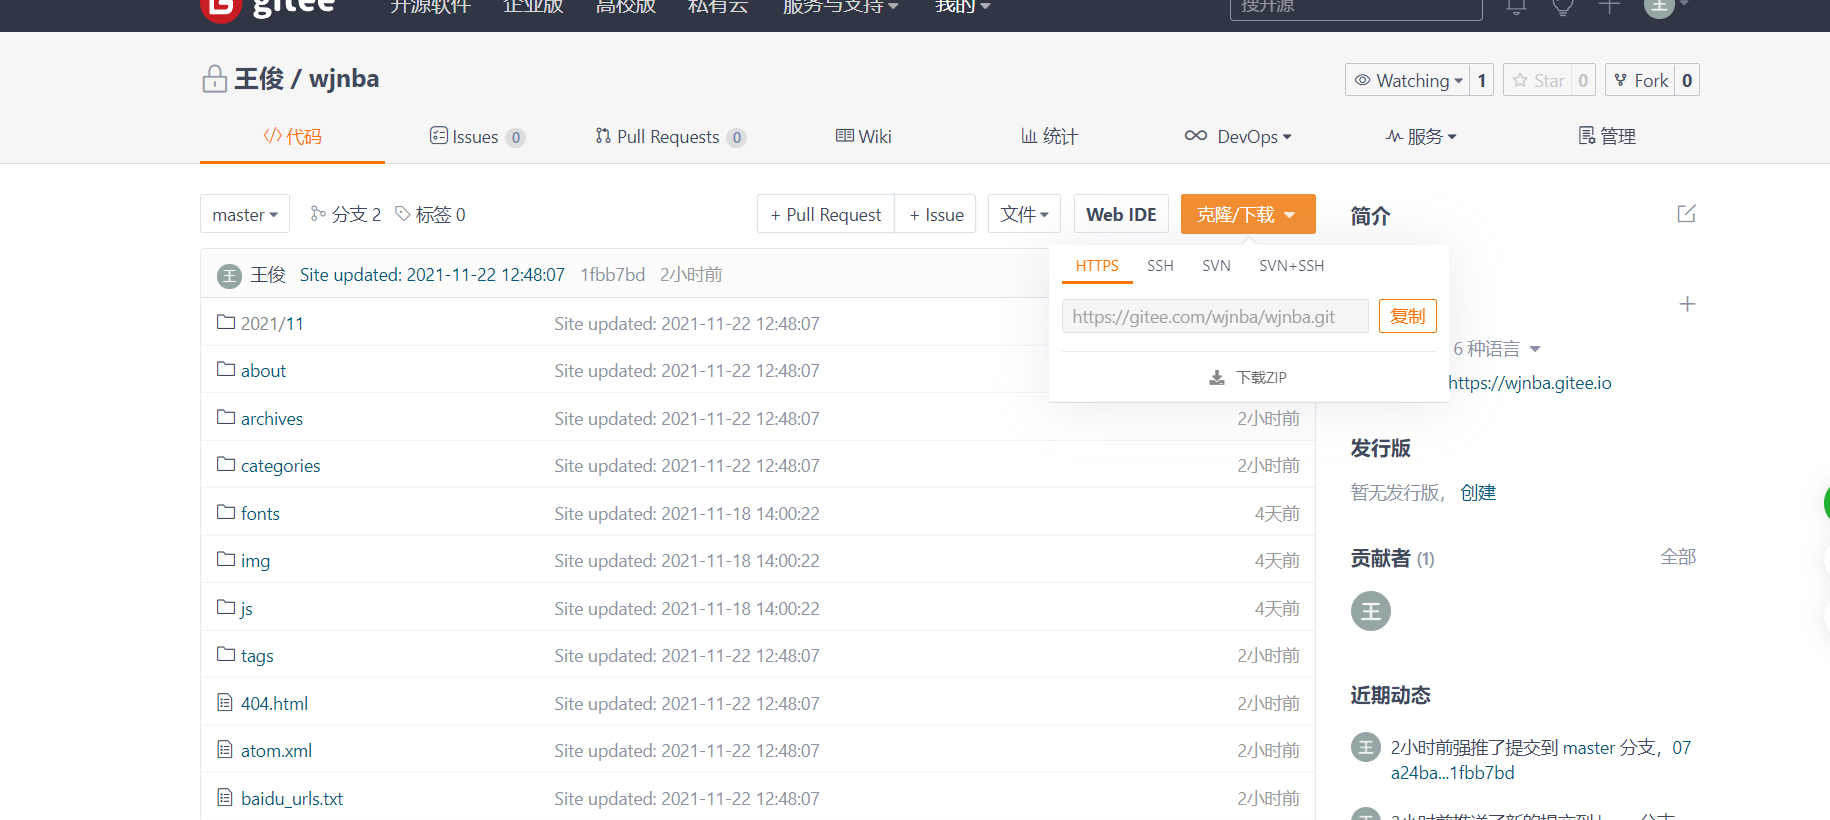 gitee 开源软件 企业版 高校版 私有云 服务与支持 我的 搜开源 王
王俊 / wjnba Watching 1 Star 0 Fork 0
代码 Issues 0 Pull Requests 0 Wiki 统计 DevOps 服务 管理
master 分支 2 标签 0 + Pull Request + Issue 文件 Web IDE 克隆/下载
王 王俊 Site updated: 2021-11-22 12:48:07 1fbb7bd 2小时前
HTTPS SSH SVN SVN+SSH
https://gitee.com/wjnba/wjnba.git 复制
下载ZIP
2021/11 Site updated: 2021-11-22 12:48:07
about Site updated: 2021-11-22 12:48:07
archives Site updated: 2021-11-22 12:48:07 2小时前
categories Site updated: 2021-11-22 12:48:07 2小时前
fonts Site updated: 2021-11-18 14:00:22 4天前
img Site updated: 2021-11-18 14:00:22 4天前
js Site updated: 2021-11-18 14:00:22 4天前
tags Site updated: 2021-11-22 12:48:07 2小时前
404.html Site updated: 2021-11-22 12:48:07 2小时前
atom.xml Site updated: 2021-11-22 12:48:07 2小时前
baidu_urls.txt Site updated: 2021-11-22 12:48:07 2小时前
简介
6 种语言
https://wjnba.gitee.io
发行版
暂无发行版， 创建
贡献者 (1) 全部
王
近期动态
王 2小时前强推了提交到 master 分支，07
a24ba...1fbb7bd